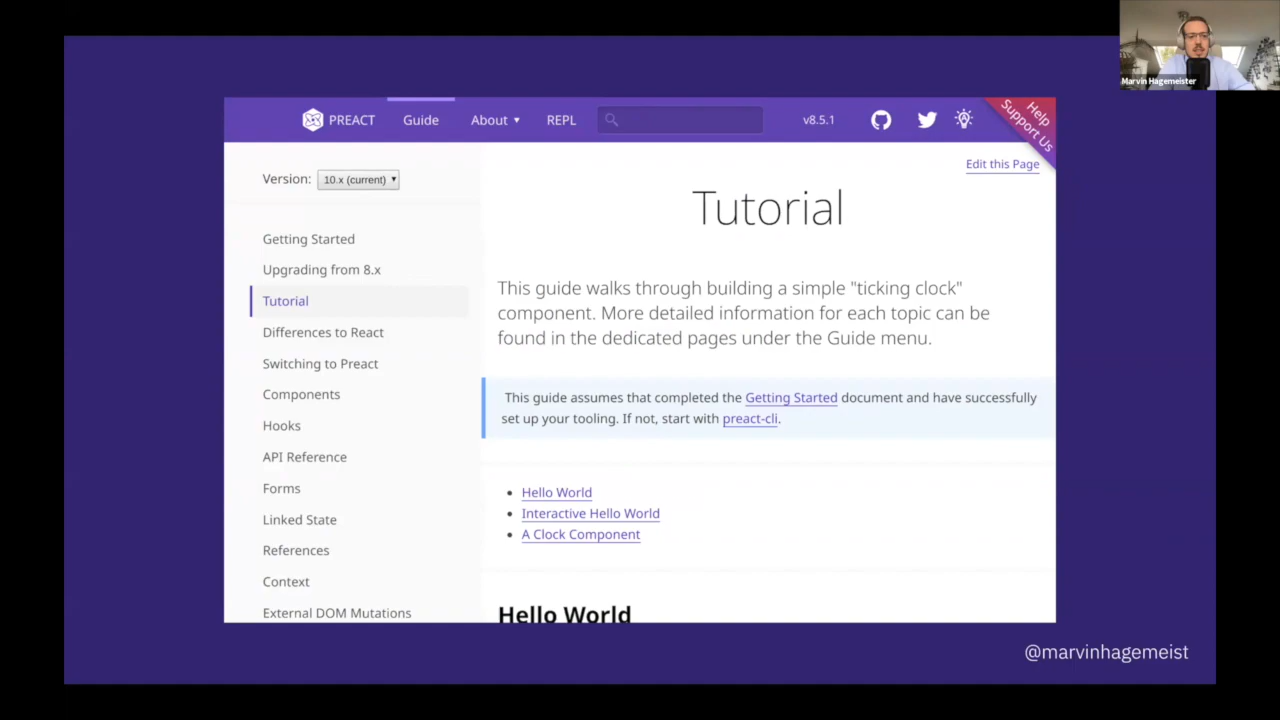 Marvin Hagemeister
PREACT
Guide
About
REPL
v8.5.1
Help
Support Us
Version:
10.x (current)
Getting Started
Upgrading from 8.x
Tutorial
Differences to React
Switching to Preact
Components
Hooks
API Reference
Forms
Linked State
References
Context
External DOM Mutations
Edit this Page
Tutorial
This guide walks through building a simple "ticking clock"
component. More detailed information for each topic can be
found in the dedicated pages under the Guide menu.
This guide assumes that completed the Getting Started document and have successfully
set up your tooling. If not, start with preact-cli.
Hello World
Interactive Hello World
A Clock Component
Hello World
@marvinhagemeist